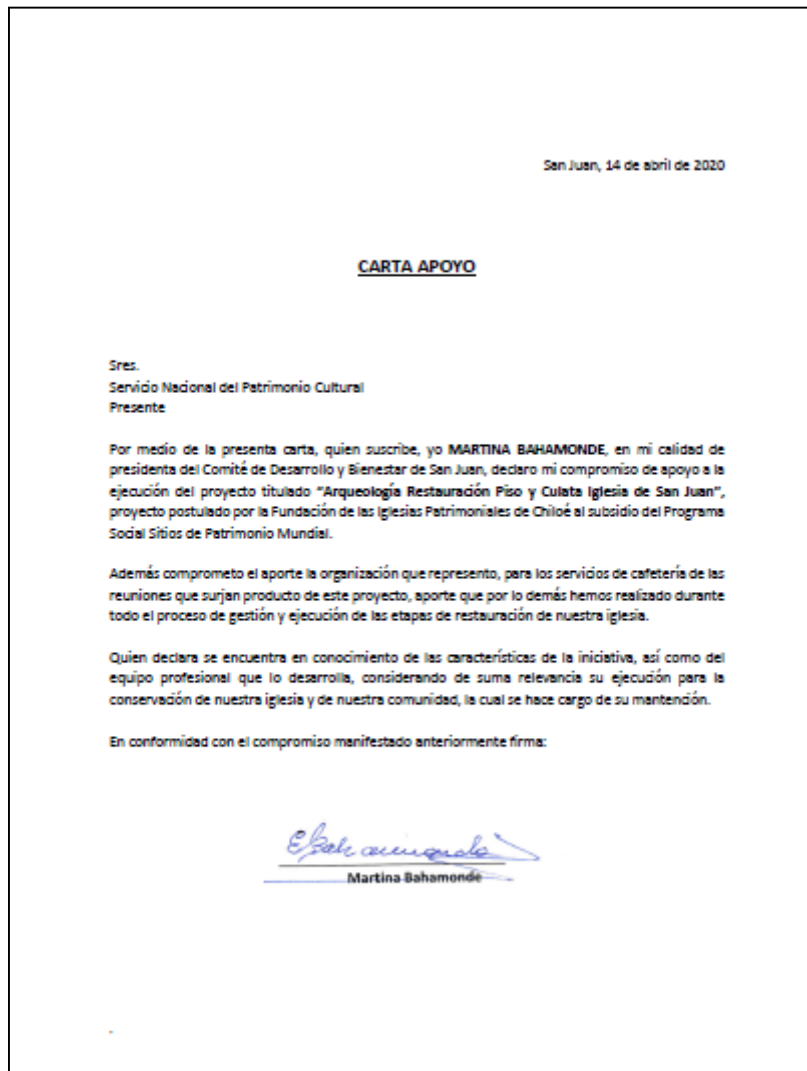 San Juan, 14 de abril de 2020
CARTA APOYO
Sres.
Servicio Nacional del Patrimonio Cultural
Presente
Por medio de la presenta carta, quien suscribe, yo MARTINA BAHAMONDE, en mi calidad de
presidenta del Comité de Desarrollo y Bienestar de San Juan, declaro mi compromiso de apoyo a la
ejecución del proyecto titulado "Arqueología Restauración Piso y Culata Iglesia de San Juan",
proyecto postulado por la Fundación de las Iglesias Patrimoniales de Chiloé al subsidio del Programa
Social Sitios de Patrimonio Mundial.
Además comprometo el aporte la organización que represento, para los servicios de cafetería de las
reuniones que surjan producto de este proyecto, aporte que por lo demás hemos realizado durante
todo el proceso de gestión y ejecución de las etapas de restauración de nuestra iglesia.
Quien declara se encuentra en conocimiento de las características de la iniciativa, así como del
equipo profesional que lo desarrolla, considerando de suma relevancia su ejecución para la
conservación de nuestra iglesia y de nuestra comunidad, la cual se hace cargo de su mantención.
En conformidad con el compromiso manifestado anteriormente firma:
EBahamonde
Martina Bahamonde